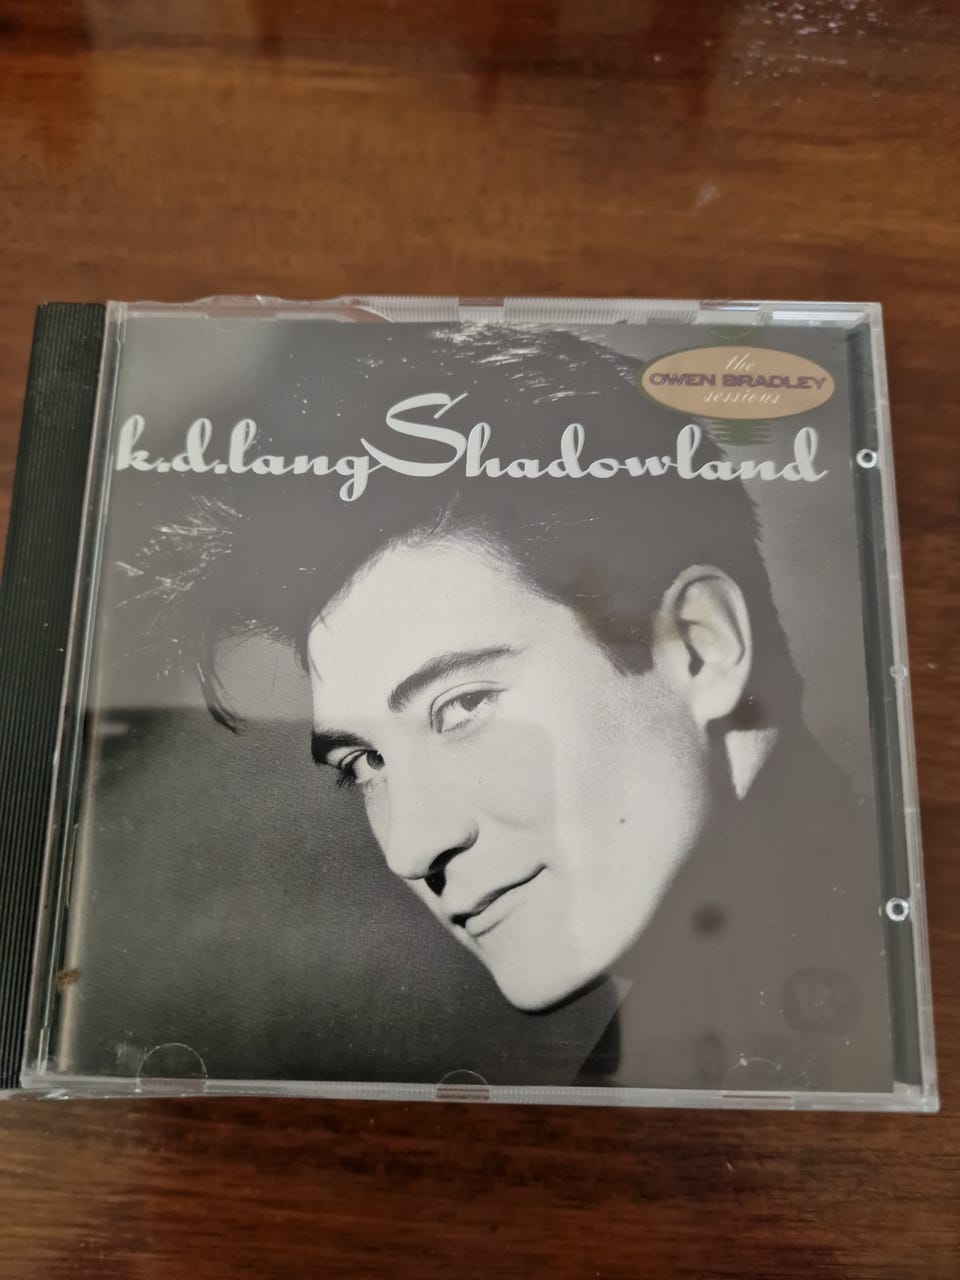 the
OWEN BRADLEY
sessions
k.d.lang Shadowland